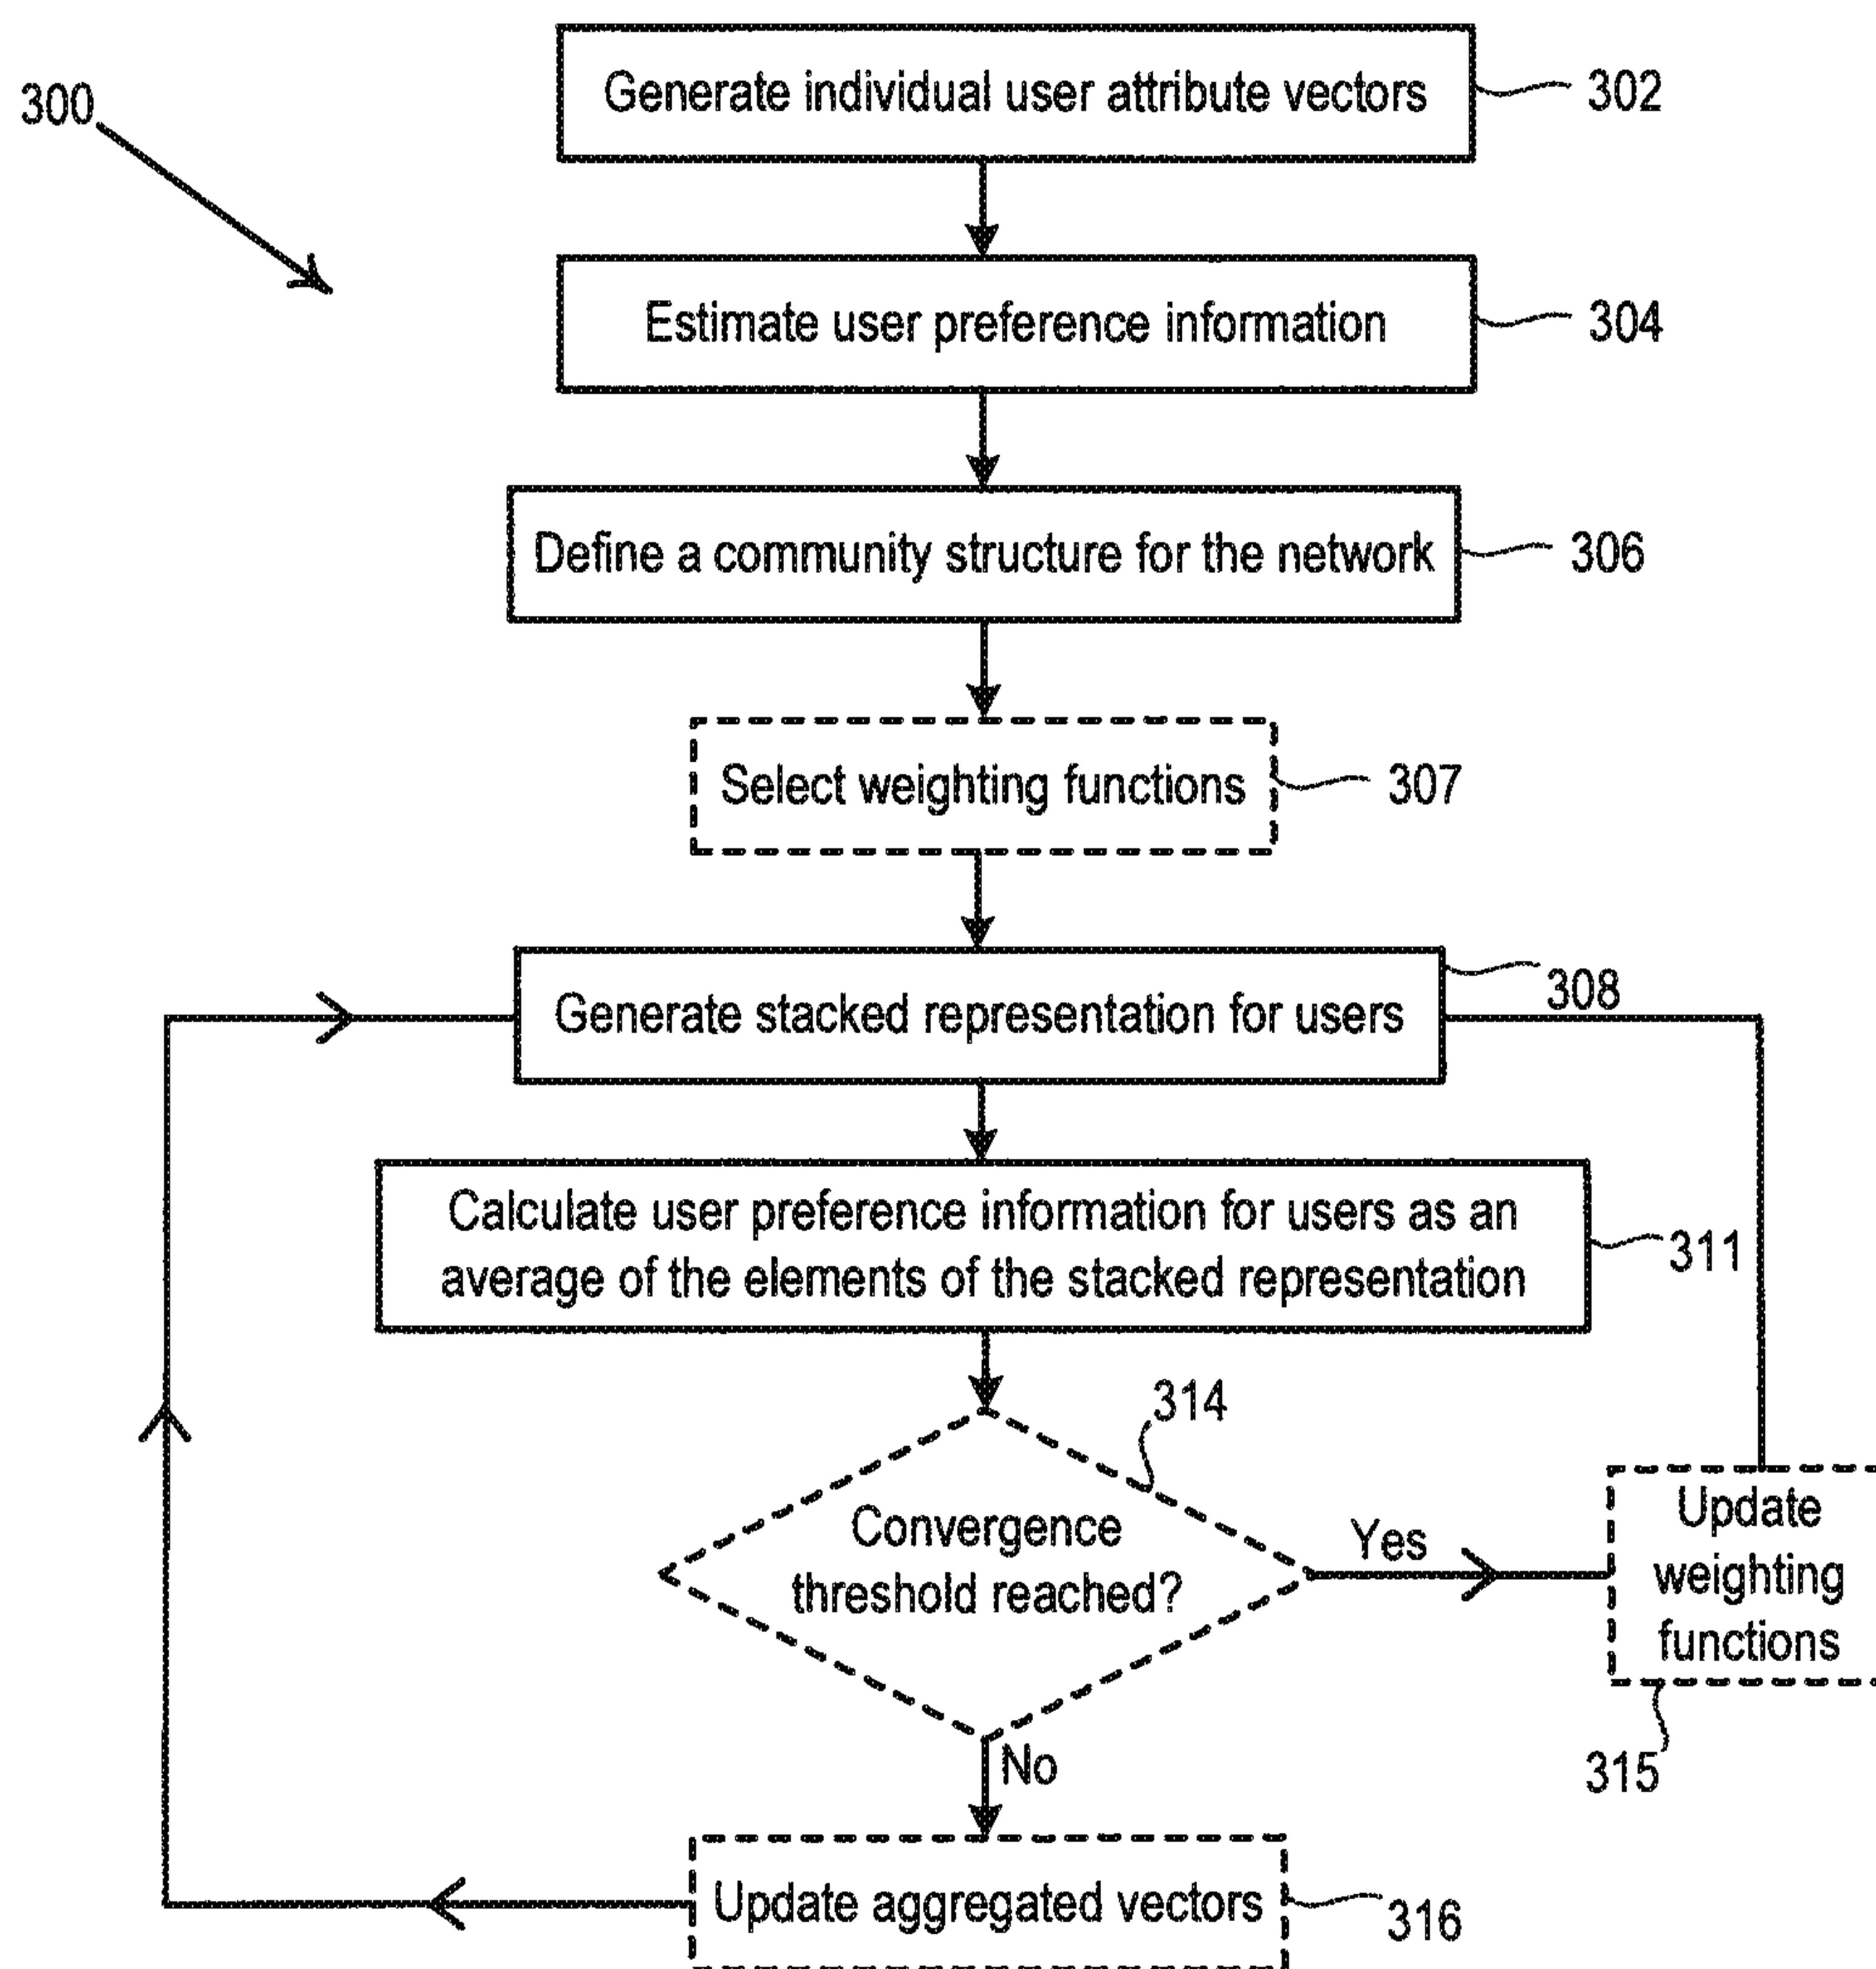 300
Generate individual user attribute vectors
302
Estimate user preference information
304
Define a community structure for the network
306
Select weighting functions
307
Generate stacked representation for users
308
Calculate user preference information for users as an
average of the elements of the stacked representation
311
314
Convergence
threshold reached?
Yes
Update
weighting
functions
315
No
Update aggregated vectors
316